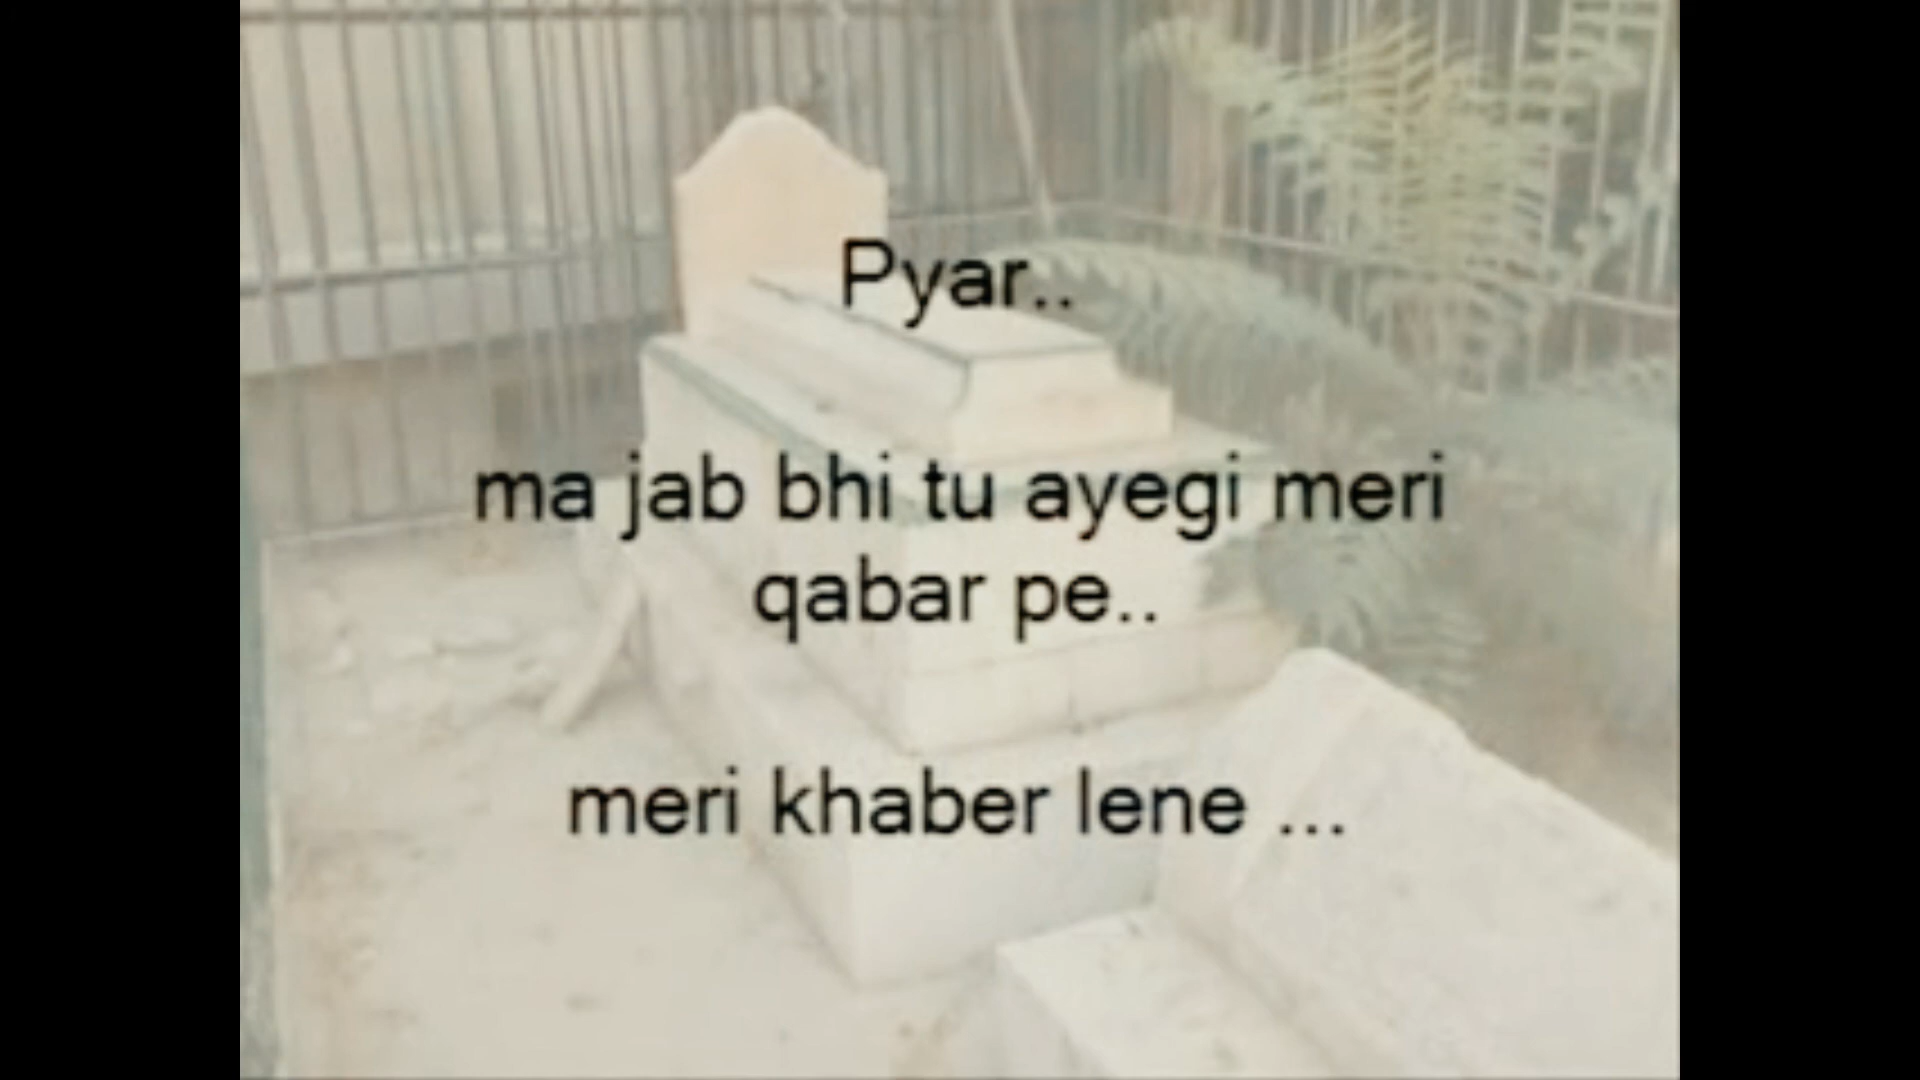 Pyar..
ma jab bhi tu ayegi meri
qabar pe..
meri khaber lene ...